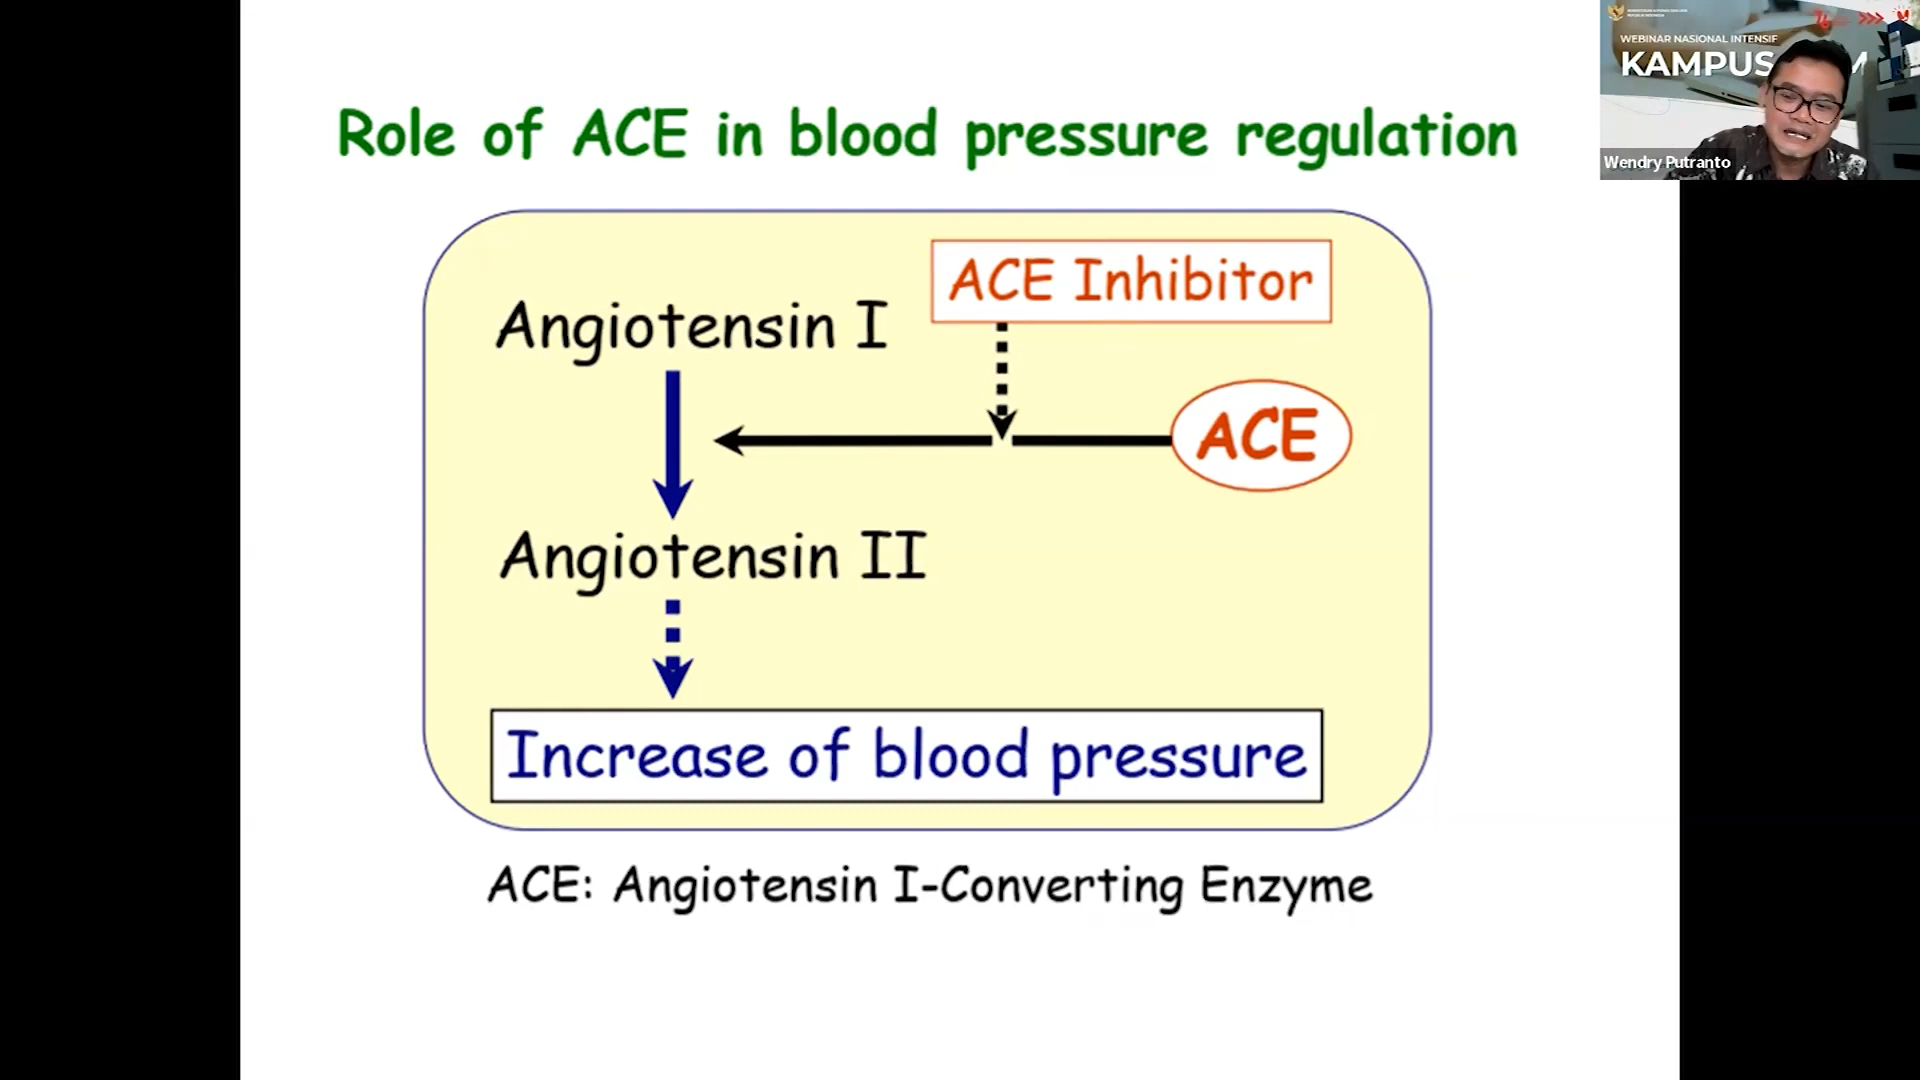 Role of ACE in blood pressure regulation
ACE Inhibitor
Angiotensin I
ACE
Angiotensin II
Increase of blood pressure
ACE: Angiotensin I-Converting Enzyme
WEBINAR NASIONAL INTENSIF
KAMPUS
Wendry Putranto